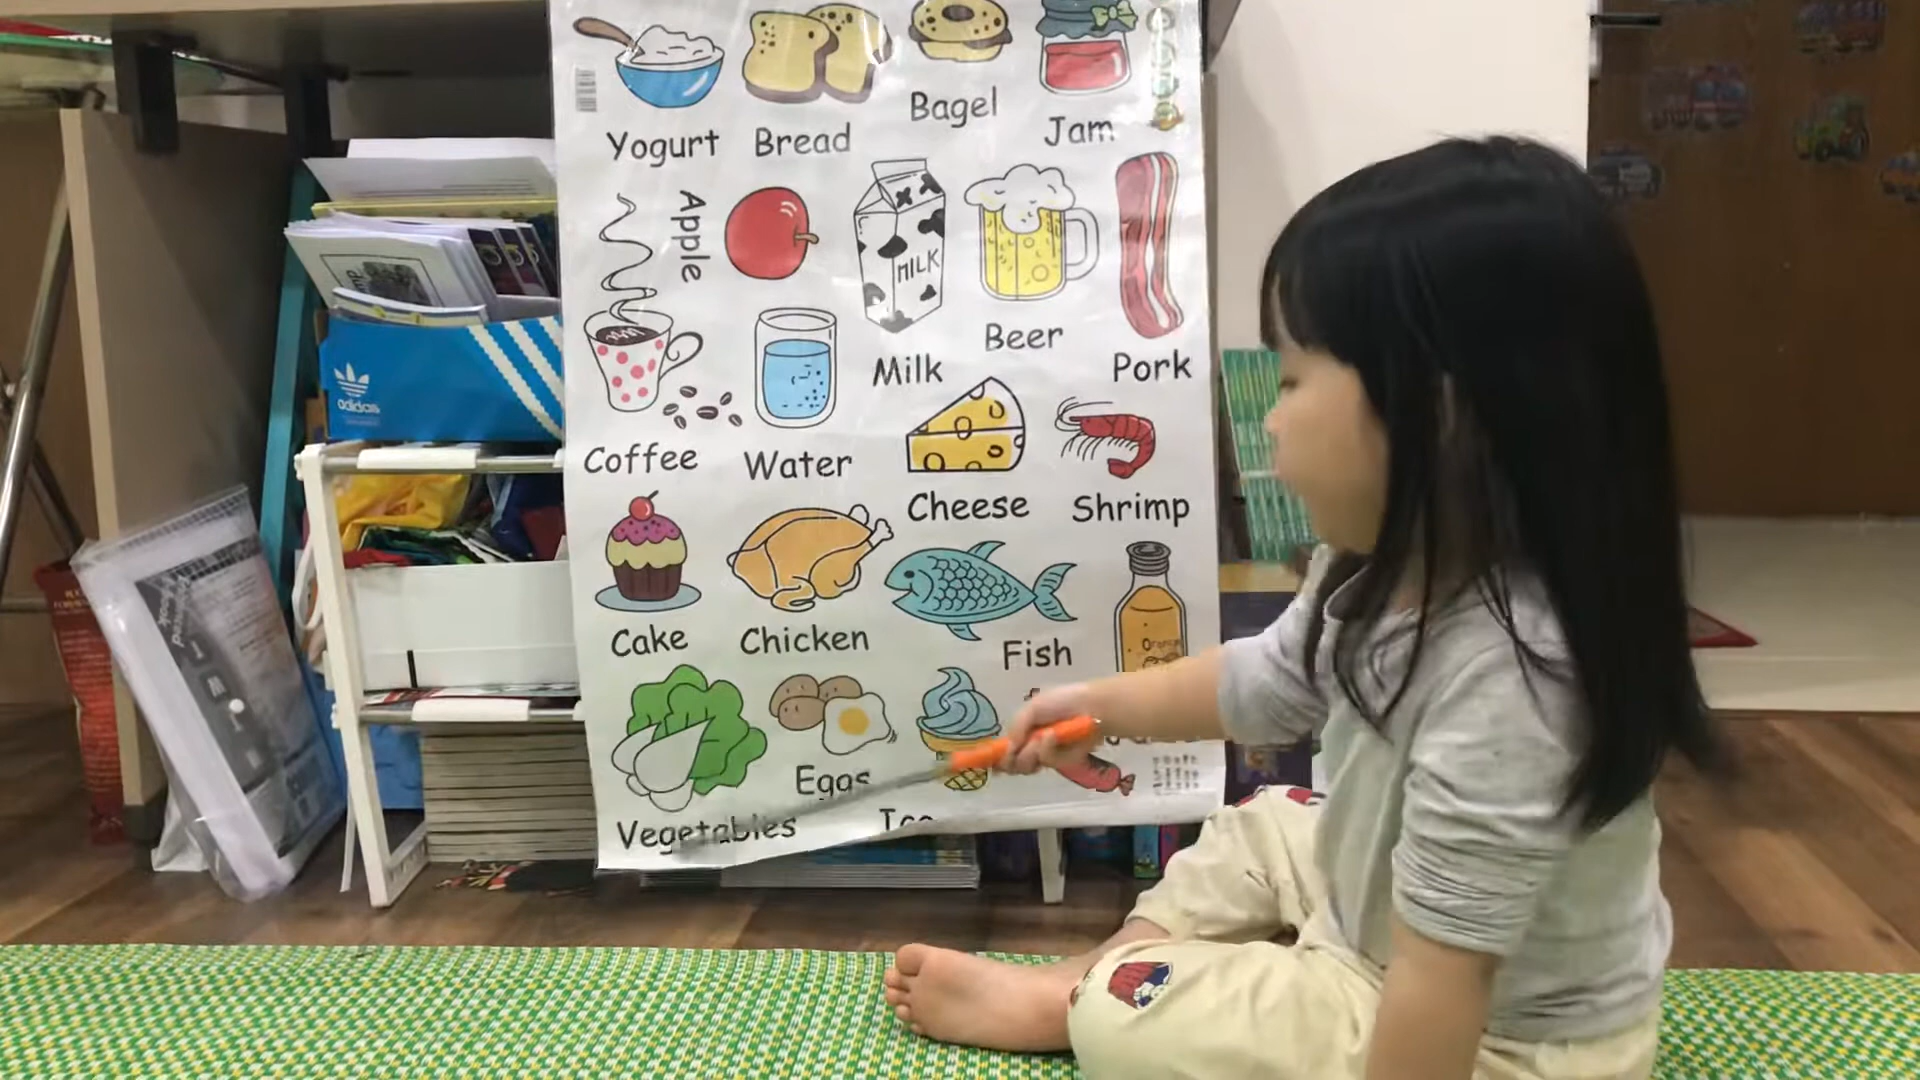 Yogurt
Bread
Bagel
Jam
Apple
MILK
Beer
Milk
Pork
adidas
Coffee
Water
Cheese
Shrimp
Cake
Chicken
Fish
Orange
Eggs
Vegetables